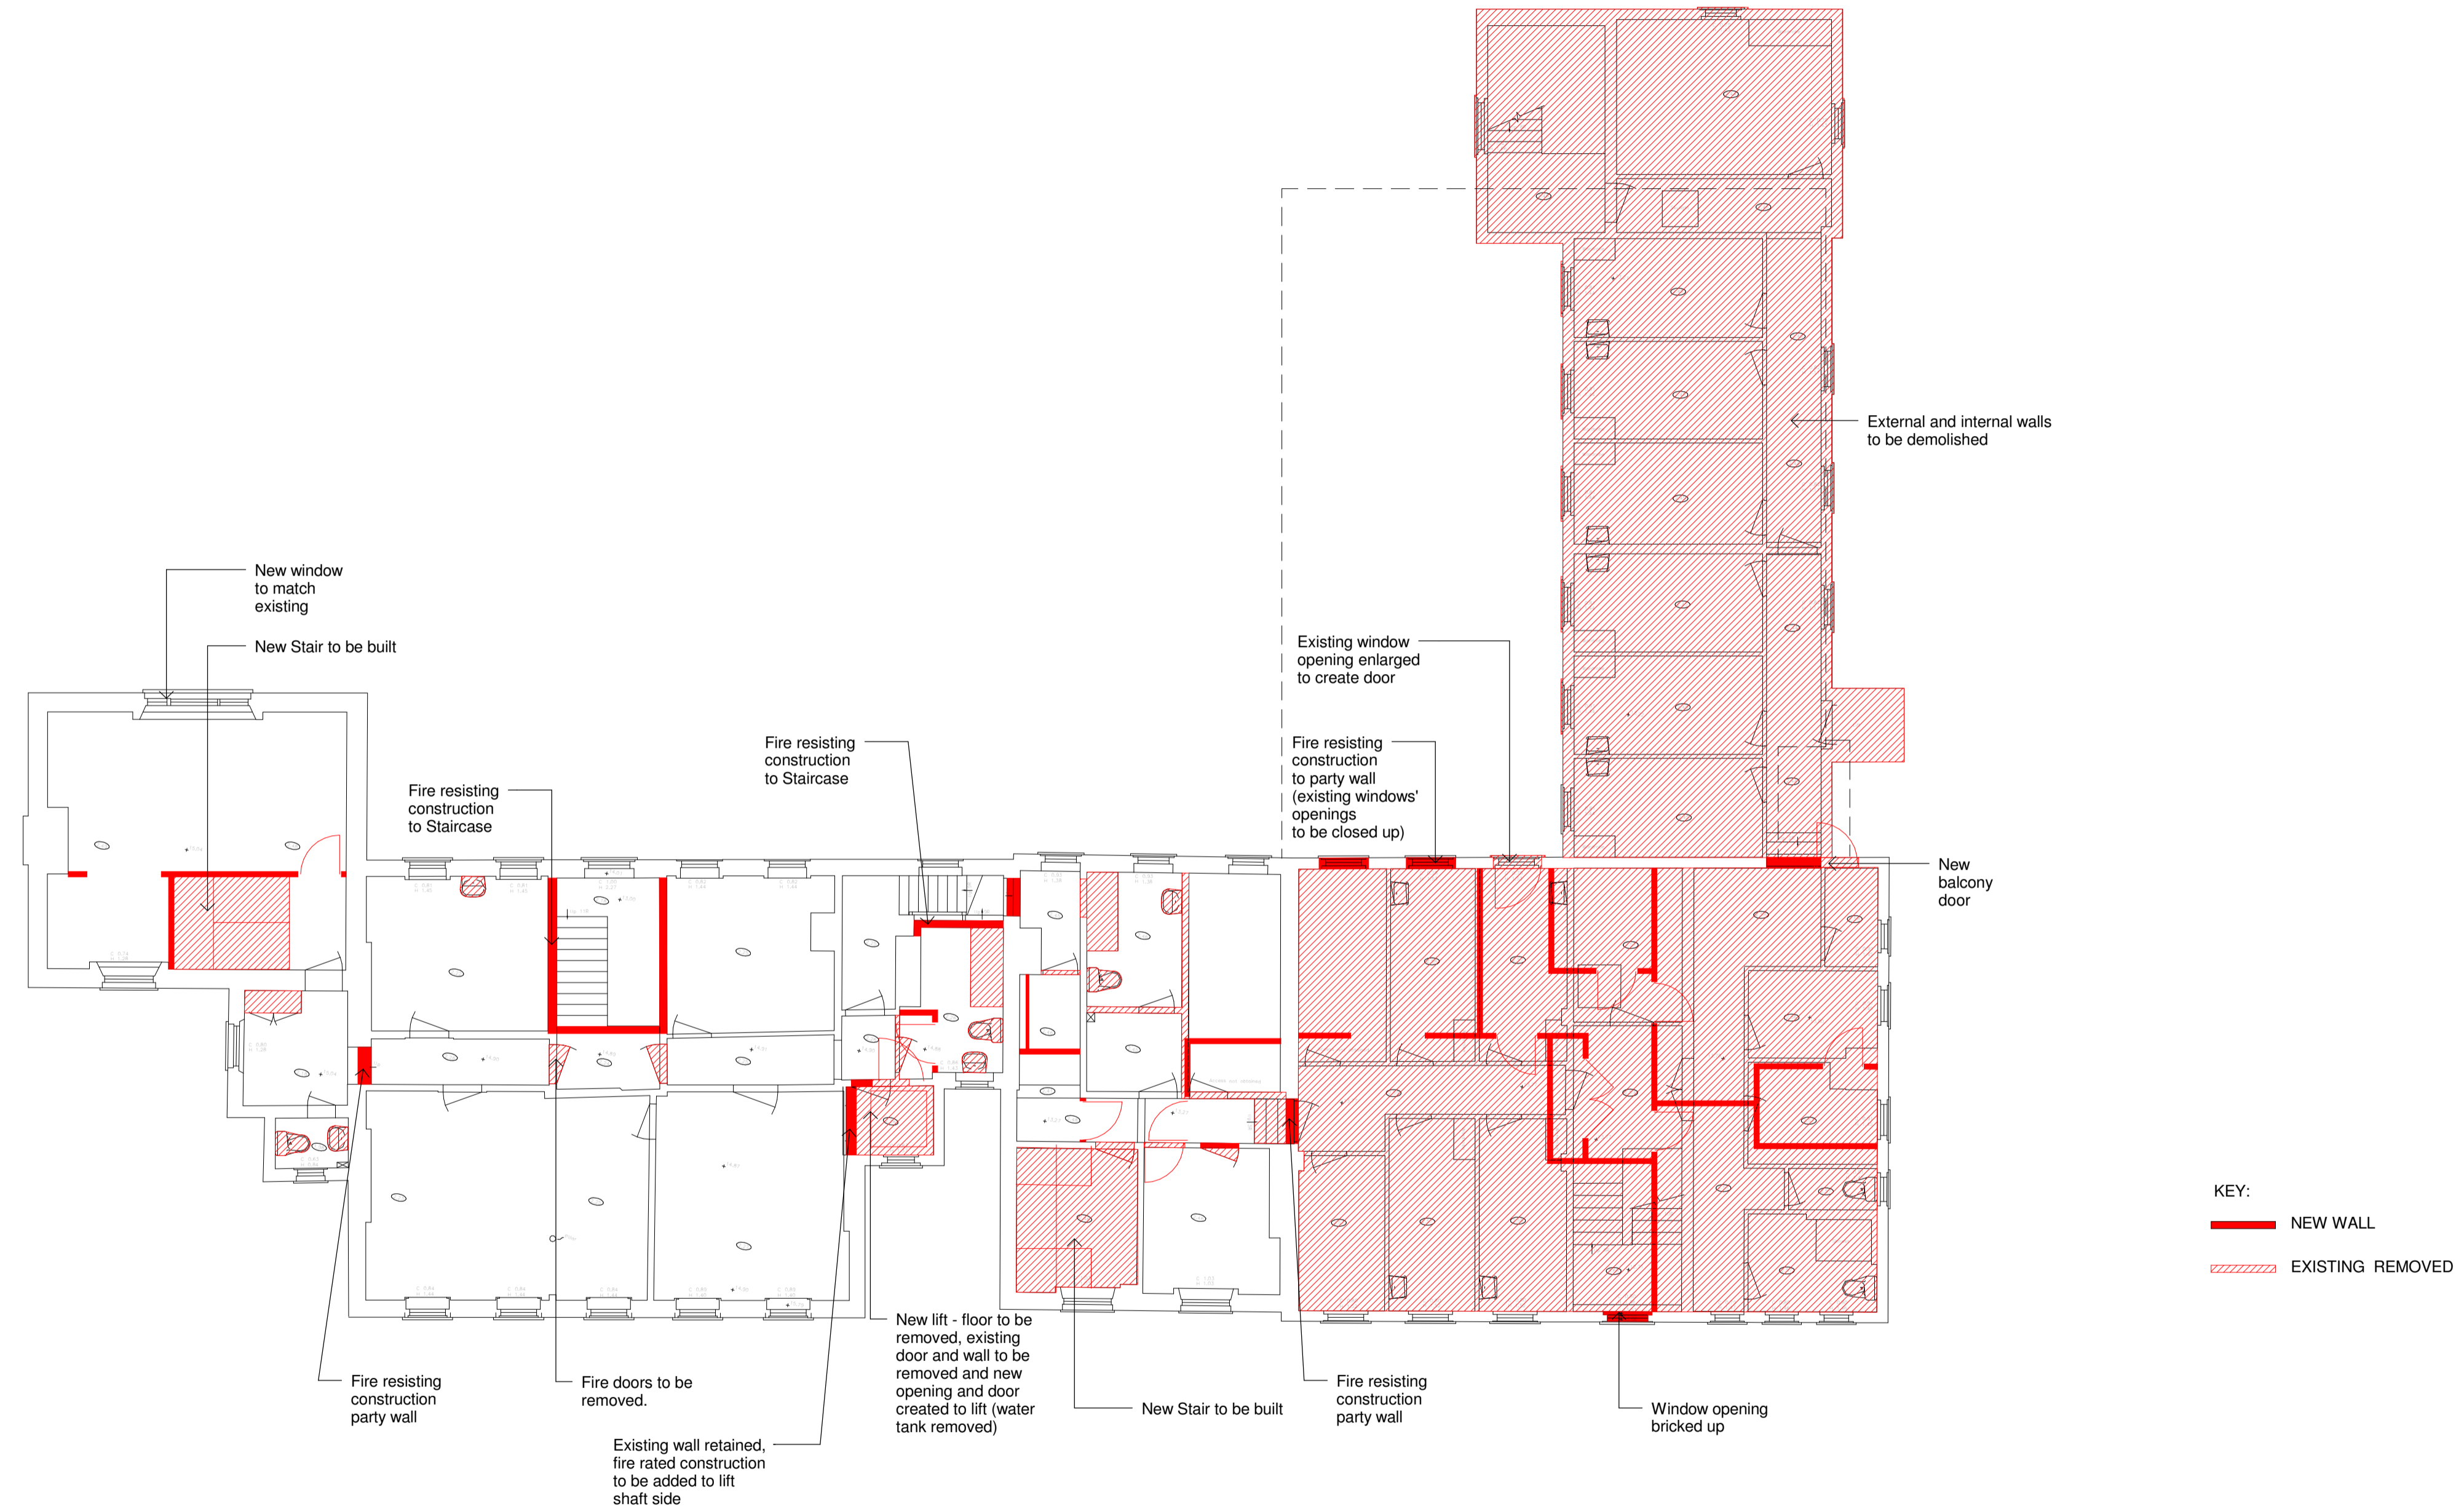 New window
to match
existing
New Stair to be built
Fire resisting
construction
to Staircase
Fire resisting
construction
to Staircase
Existing window
opening enlarged
to create door
Fire resisting
construction
to party wall
(existing windows'
openings
to be closed up)
External and internal walls
to be demolished
New
balcony
door
Fire resisting
construction
party wall
Fire doors to be
removed.
Existing wall retained,
fire rated construction
to be added to lift
shaft side
New lift - floor to be
removed, existing
door and wall to be
removed and new
opening and door
created to lift (water
tank removed)
New Stair to be built
Fire resisting
construction
party wall
Window opening
bricked up
KEY:
NEW WALL
EXISTING REMOVED